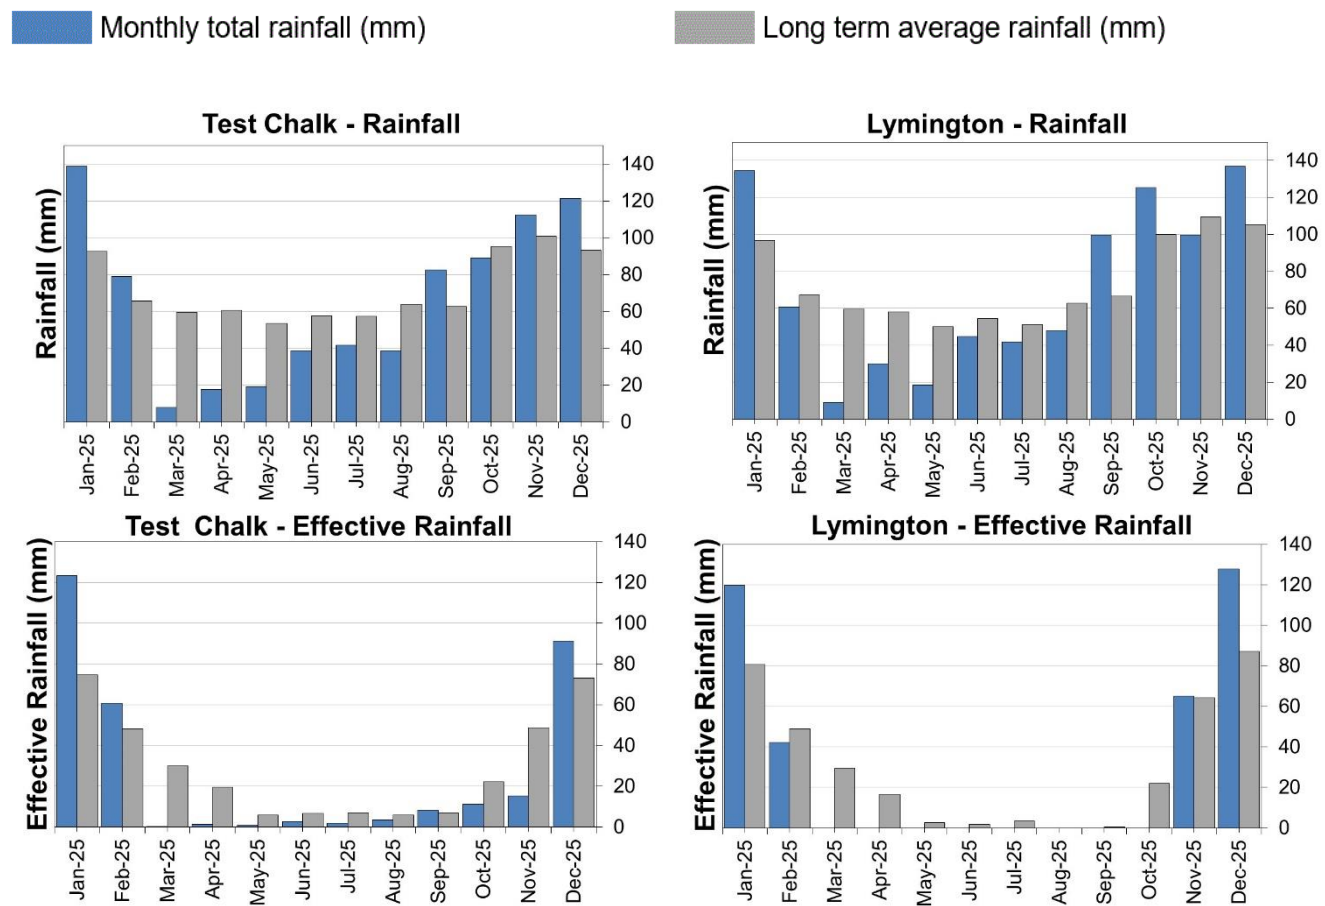 Monthly total rainfall (mm)
Long term average rainfall (mm)
Test Chalk - Rainfall
Rainfall (mm)
140
120
100
80
60
40
20
0
Jan-25
Feb-25
Mar-25
Apr-25
May-25
Jun-25
Jul-25
Aug-25
Sep-25
Oct-25
Nov-25
Dec-25
Lymington - Rainfall
Rainfall (mm)
140
120
100
80
60
40
20
0
Jan-25
Feb-25
Mar-25
Apr-25
May-25
Jun-25
Jul-25
Aug-25
Sep-25
Oct-25
Nov-25
Dec-25
Test Chalk - Effective Rainfall
Effective Rainfall (mm)
140
120
100
80
60
40
20
0
Jan-25
Feb-25
Mar-25
Apr-25
May-25
Jun-25
Jul-25
Aug-25
Sep-25
Oct-25
Nov-25
Dec-25
Lymington - Effective Rainfall
Effective Rainfall (mm)
140
120
100
80
60
40
20
0
Jan-25
Feb-25
Mar-25
Apr-25
May-25
Jun-25
Jul-25
Aug-25
Sep-25
Oct-25
Nov-25
Dec-25